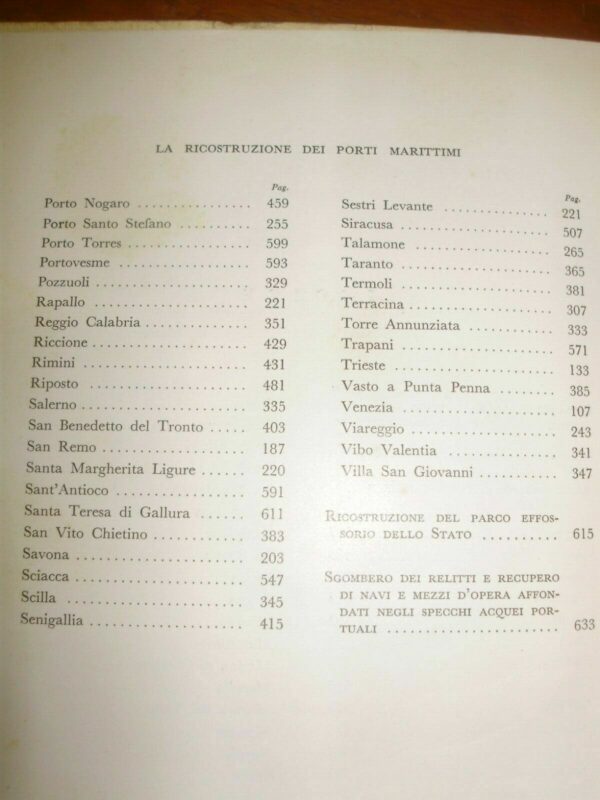 LA RICOSTRUZIONE DEI PORTI MARITTIMI
Pag.
Porto Nogaro ................ 459
Porto Santo Stefano .......... 255
Porto Torres .................. 599
Portovesme .................... 593
Pozzuoli ...................... 329
Rapallo ...................... 221
Reggio Calabria ............... 351
Riccione ...................... 429
Rimini ........................ 431
Riposto ....................... 481
Salerno ....................... 335
San Benedetto del Tronto ..... 403
San Remo ...................... 187
Santa Margherita Ligure ...... 220
Sant'Antioco .................. 591
Santa Teresa di Gallura ...... 611
San Vito Chietino ............. 383
Savona ........................ 203
Sciacca ....................... 547
Scilla ........................ 345
Senigallia .................... 415
Pag.
Sestri Levante ............... 221
Siracusa ...................... 507
Talamone ...................... 265
Taranto ....................... 365
Termoli ....................... 381
Terracina ..................... 307
Torre Annunziata ............. 333
Trapani ....................... 571
Trieste ....................... 133
Vasto a Punta Penna ........ 385
Venezia ....................... 107
Viareggio ..................... 243
Vibo Valentia ................. 341
Villa San Giovanni ........... 347
RICOSTRUZIONE DEL PARCO EFFOS-
SORIO DELLO STATO .......... 615
SGOMBERO DEI RELITTI E RECUPERO
DI NAVI E MEZZI D'OPERA AFFON-
DATI NEGLI SPECCHI ACQUEI POR-
TUALI ........................ 633